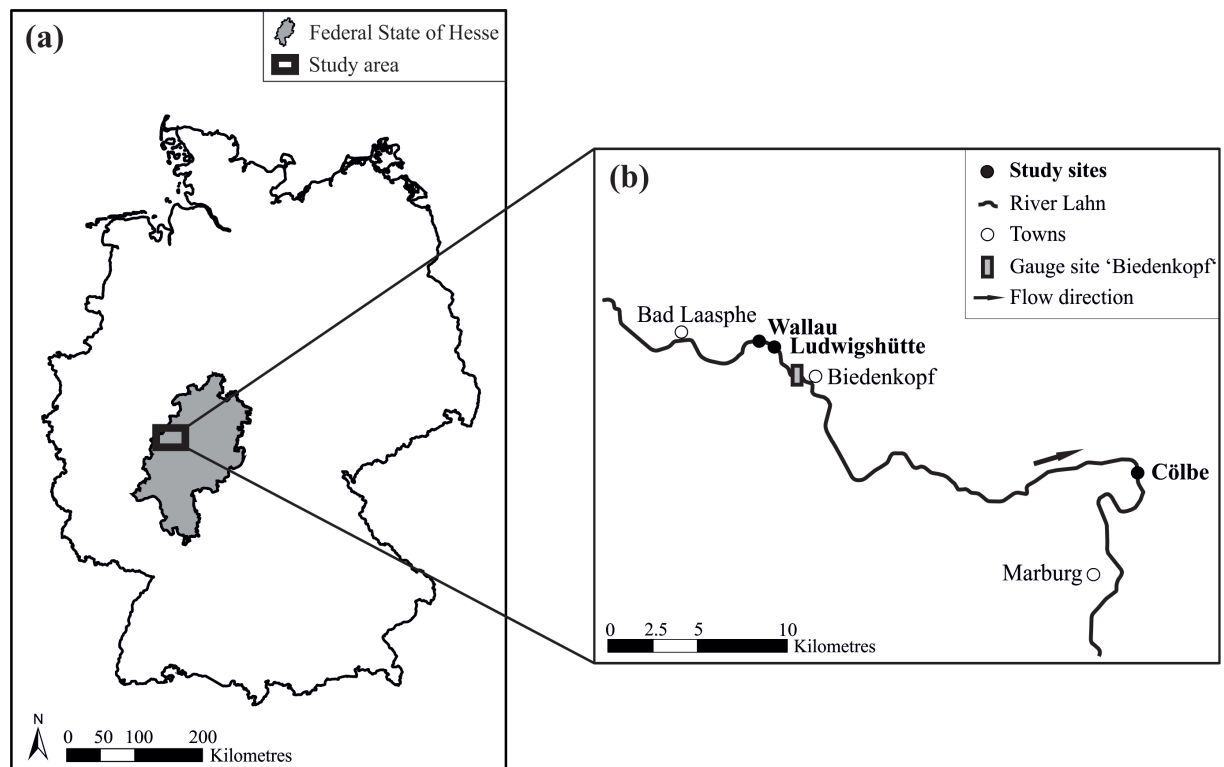 (a)
Federal State of Hesse
Study area
N
0 50 100 200
Kilometres
(b)
Study sites
River Lahn
Towns
Gauge site ‘Biedenkopf‘
Flow direction
Bad Laasphe
Wallau
Ludwigshütte
Biedenkopf
Cölbe
Marburg
0 2.5 5 10
Kilometres